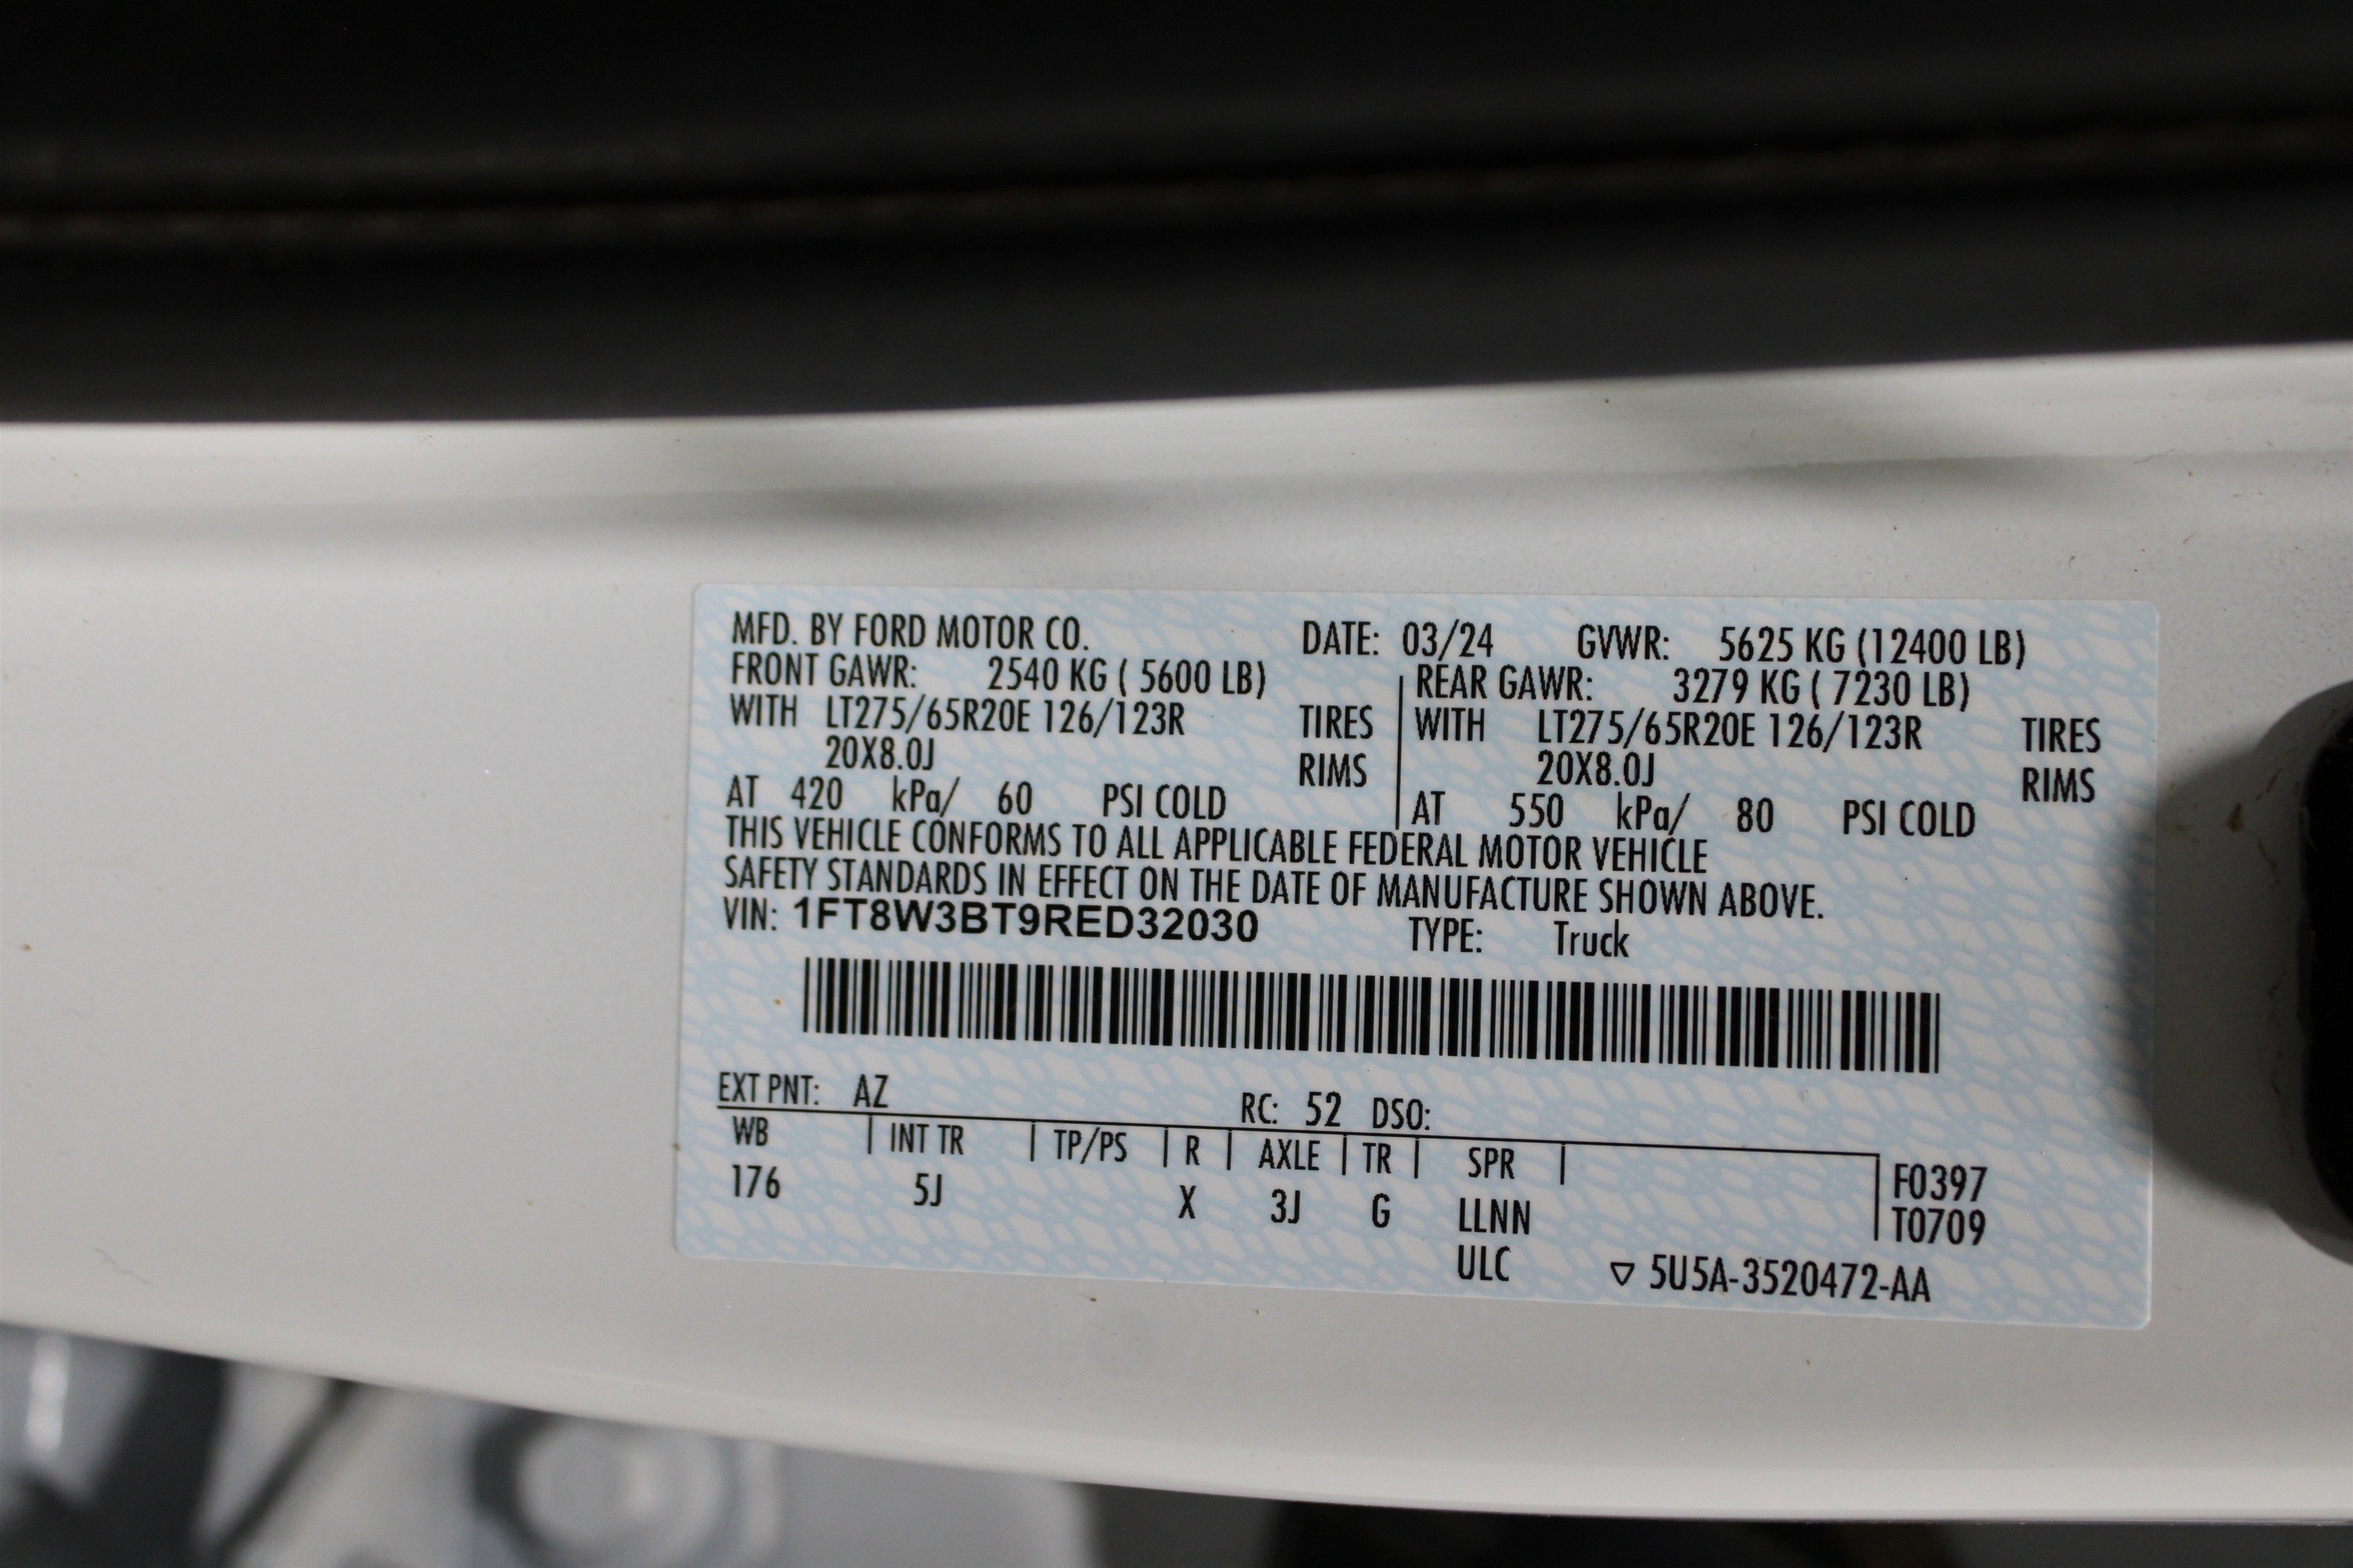 MFD. BY FORD MOTOR CO. DATE: 03/24 GVWR: 5625 KG (12400 LB)
FRONT GAWR: 2540 KG ( 5600 LB) REAR GAWR: 3279 KG ( 7230 LB)
WITH LT275/65R20E 126/123R TIRES WITH LT275/65R20E 126/123R TIRES
20X8.0J RIMS 20X8.0J RIMS
AT 420 kPa/ 60 PSI COLD AT 550 kPa/ 80 PSI COLD
THIS VEHICLE CONFORMS TO ALL APPLICABLE FEDERAL MOTOR VEHICLE
SAFETY STANDARDS IN EFFECT ON THE DATE OF MANUFACTURE SHOWN ABOVE.
VIN: 1FT8W3BT9RED32030 TYPE: Truck
EXT PNT: AZ RC: 52 DSO:
WB INT TR TP/PS R AXLE TR SPR F0397
176 5J X 3J G LLNN T0709
ULC ▽ 5U5A-3520472-AA